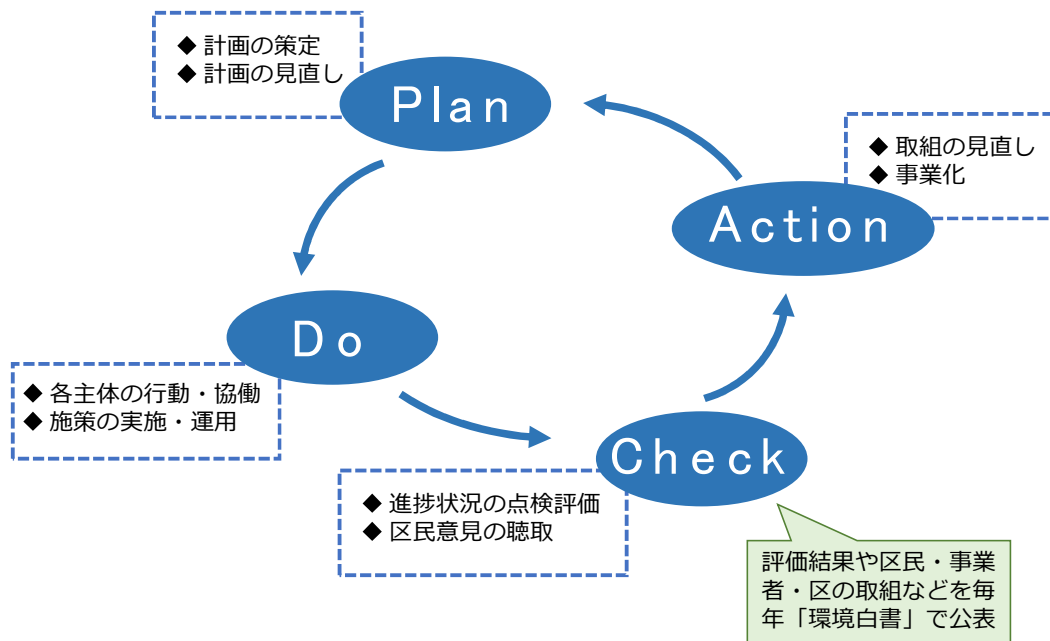 ◆ 計画の策定
◆ 計画の見直し
Plan
◆ 取組の見直し
◆ 事業化
Action
Do
◆ 各主体の行動・協働
◆ 施策の実施・運用
Check
◆ 進捗状況の点検評価
◆ 区民意見の聴取
評価結果や区民・事業
者・区の取組などを毎
年「環境白書」で公表